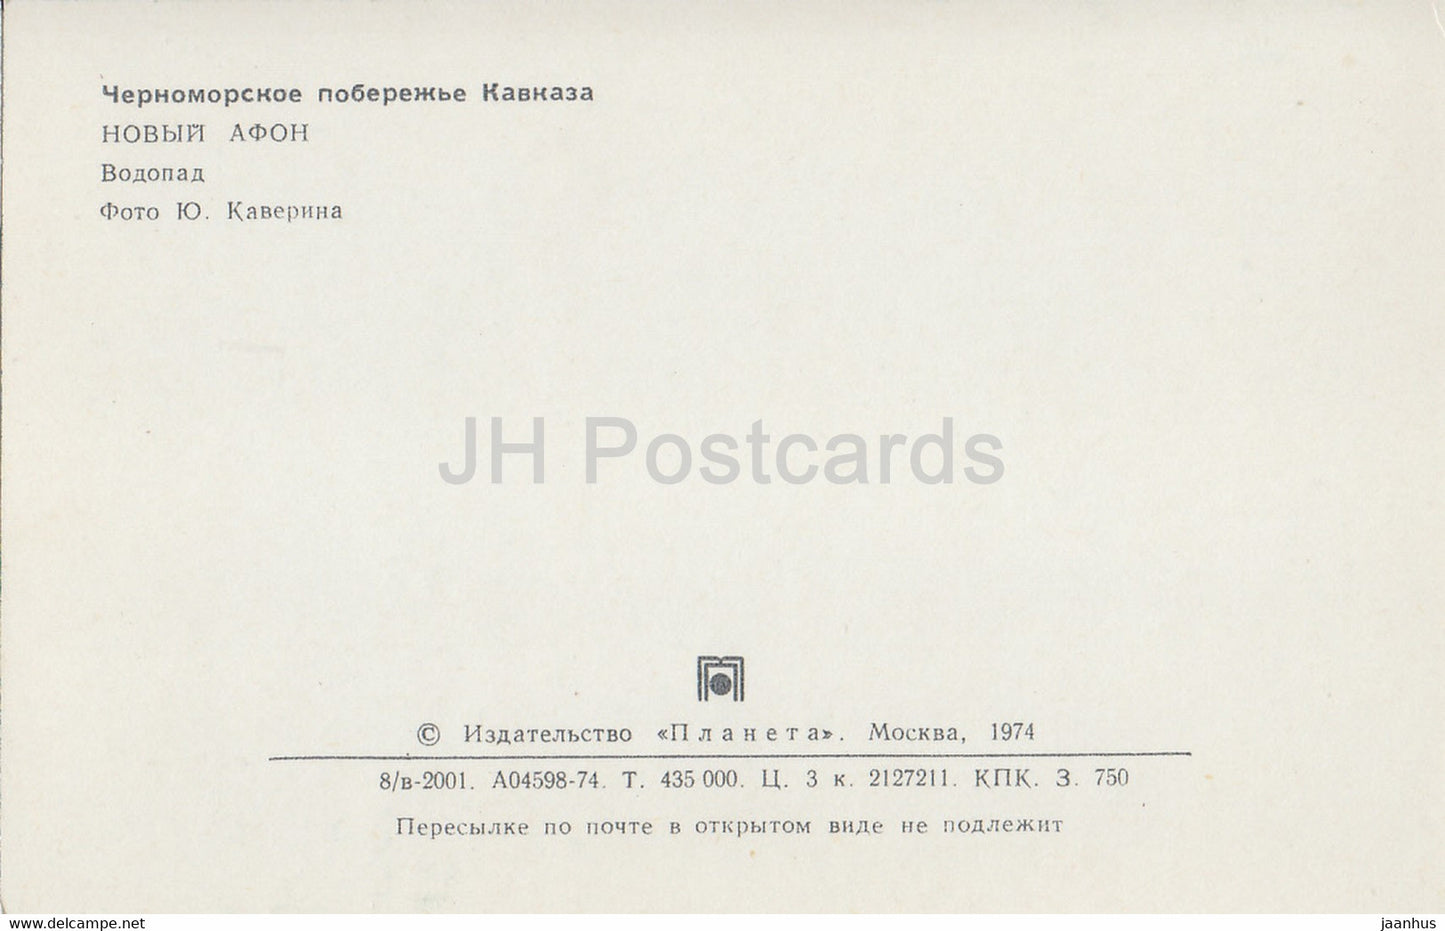 Черноморское побережье Кавказа
НОВЫЙ АФОН
Водопад
Фото Ю. Каверина
JH Postcards
© Издательство «Планета». Москва, 1974
8/в-2001. А04598-74. Т. 435 000. Ц. 3 к. 2127211. КПК. З. 750
Пересылке по почте в открытом виде не подлежит
www.delcampe.net
jaanhus